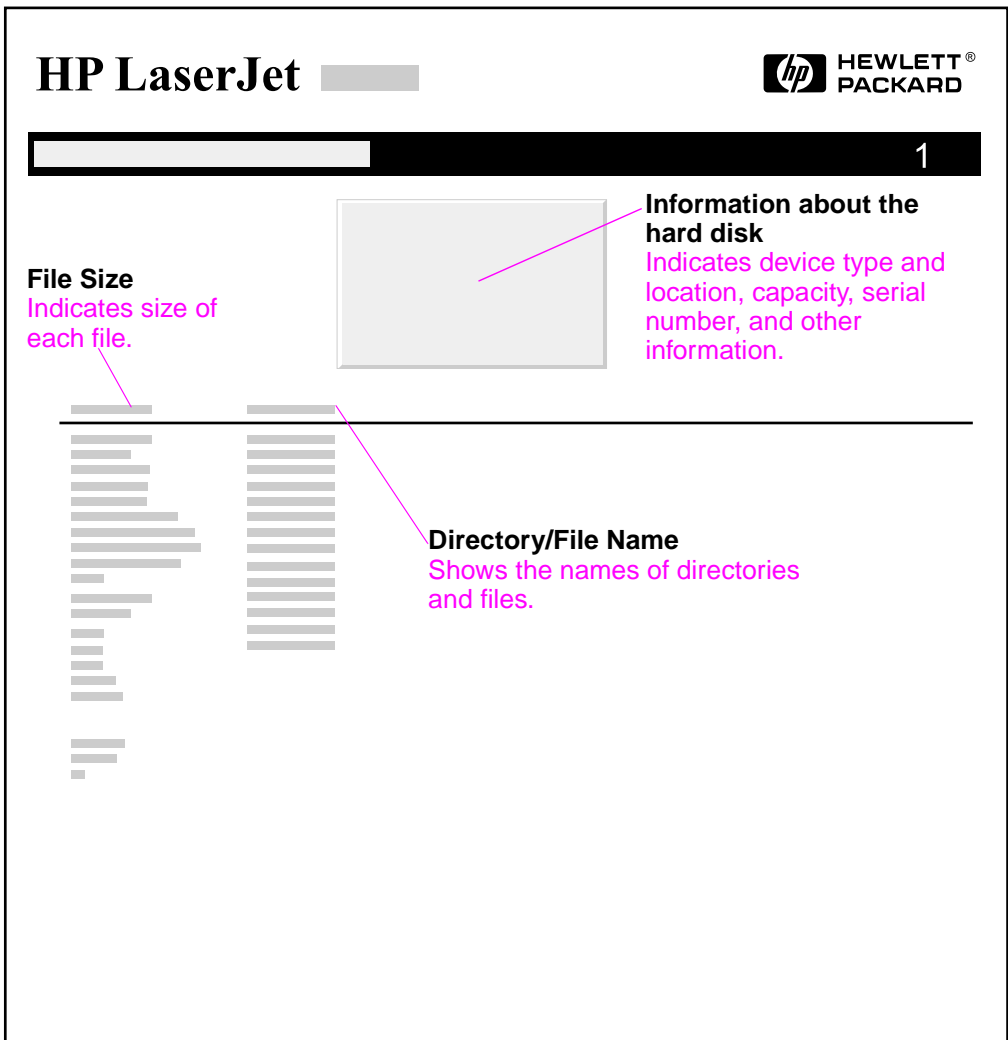 HP LaserJet
hp HEWLETT®
PACKARD
1
Information about the
hard disk
Indicates device type and
location, capacity, serial
number, and other
information.
File Size
Indicates size of
each file.
Directory/File Name
Shows the names of directories
and files.